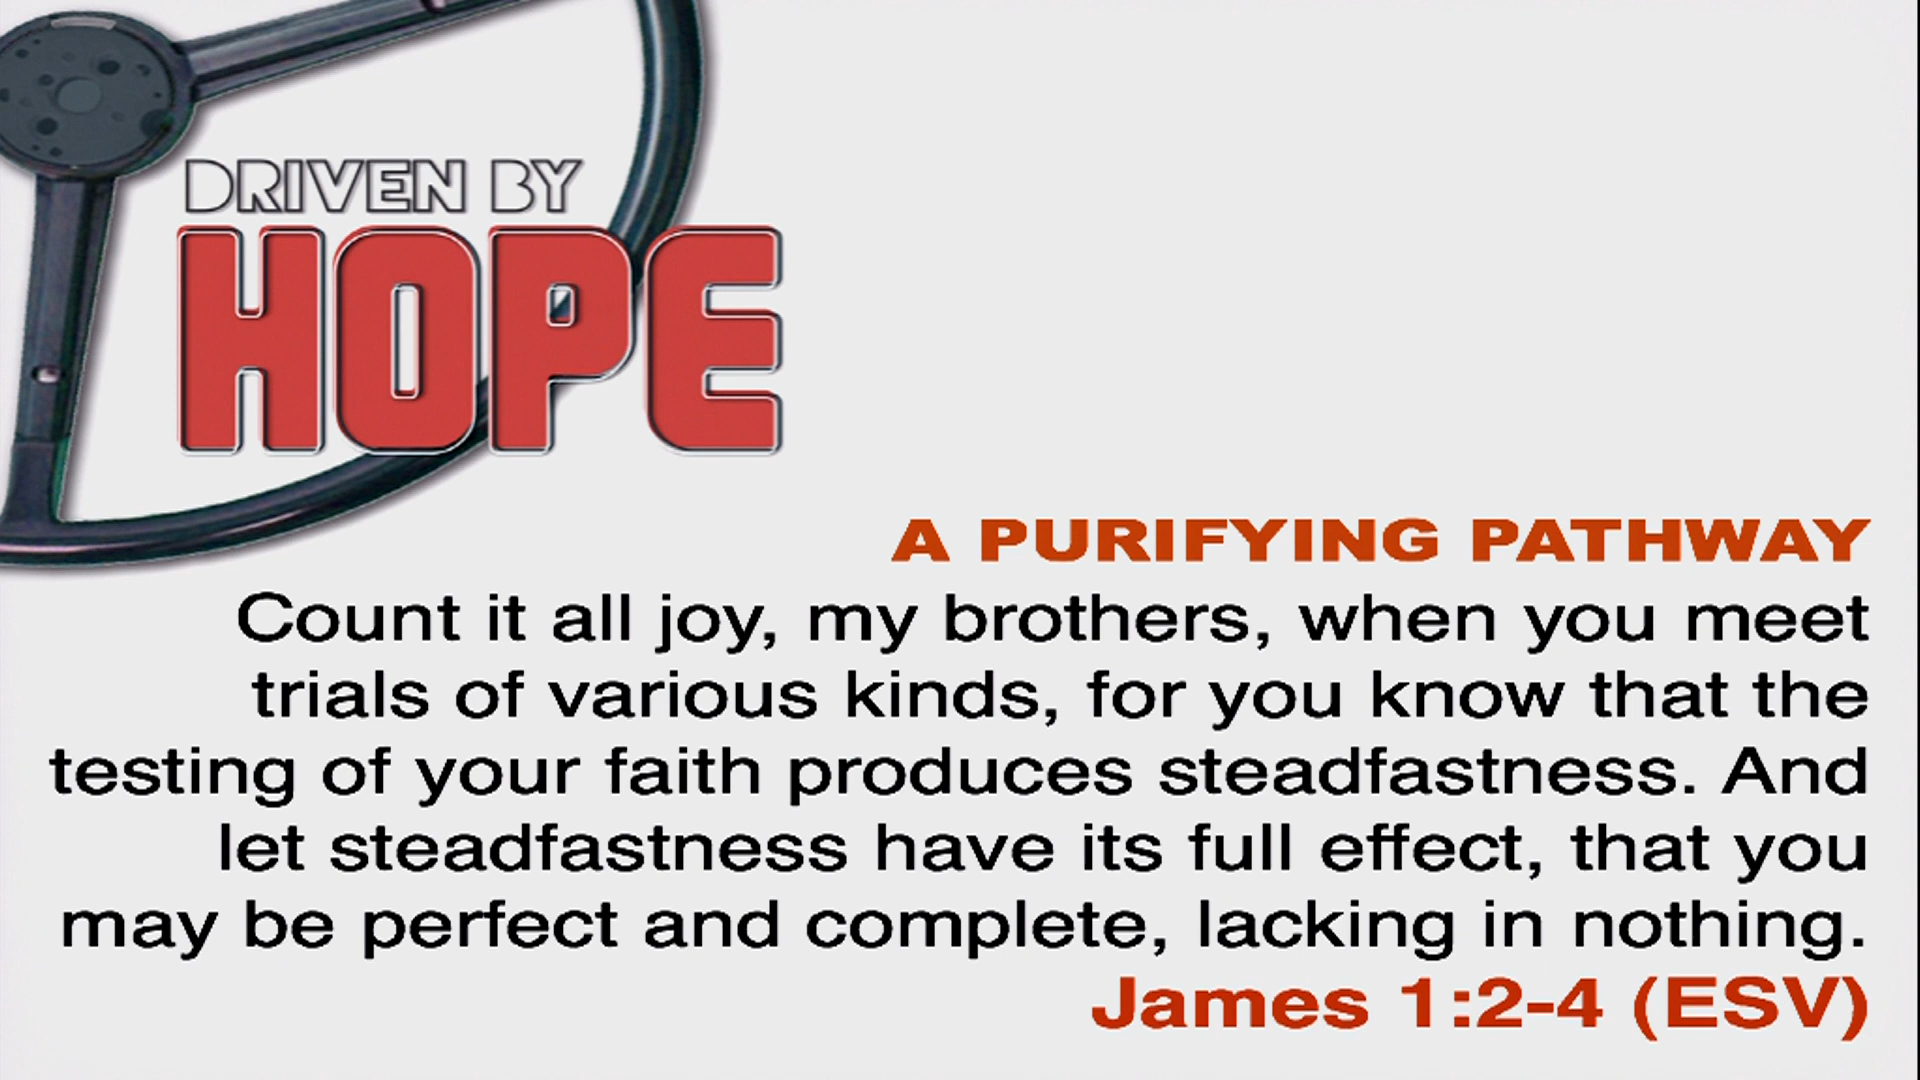 DRIVEN BY
HOPE
A PURIFYING PATHWAY
Count it all joy, my brothers, when you meet
trials of various kinds, for you know that the
testing of your faith produces steadfastness. And
let steadfastness have its full effect, that you
may be perfect and complete, lacking in nothing.
James 1:2-4 (ESV)